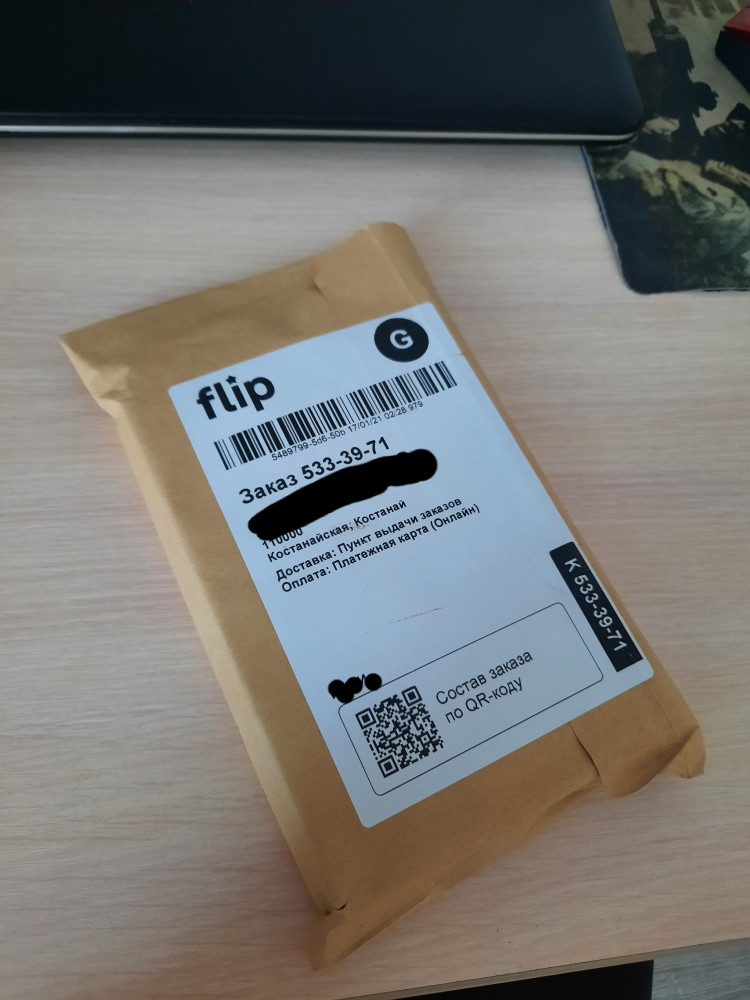 G
flip
5489799-5d6-50b 17/01/21 02:28 979
Заказ 533-39-71
110000
Костанайская, Костанай
Доставка: Пункт выдачи заказов
Оплата: Платежная карта (Онлайн)
K 533-39-71
Состав заказа
по QR-коду